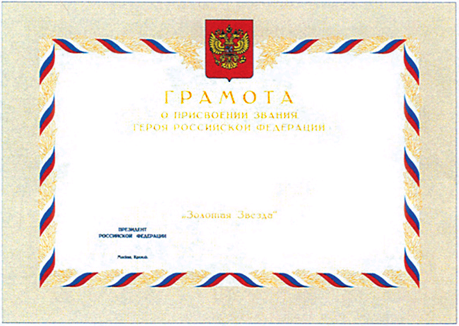 ГРАМОТА
О ПРИСВОЕНИИ ЗВАНИЯ
ГЕРОЯ РОССИЙСКОЙ ФЕДЕРАЦИИ
„Золотая Звезда"
ПРЕЗИДЕНТ
РОССИЙСКОЙ ФЕДЕРАЦИИ
Москва, Кремль